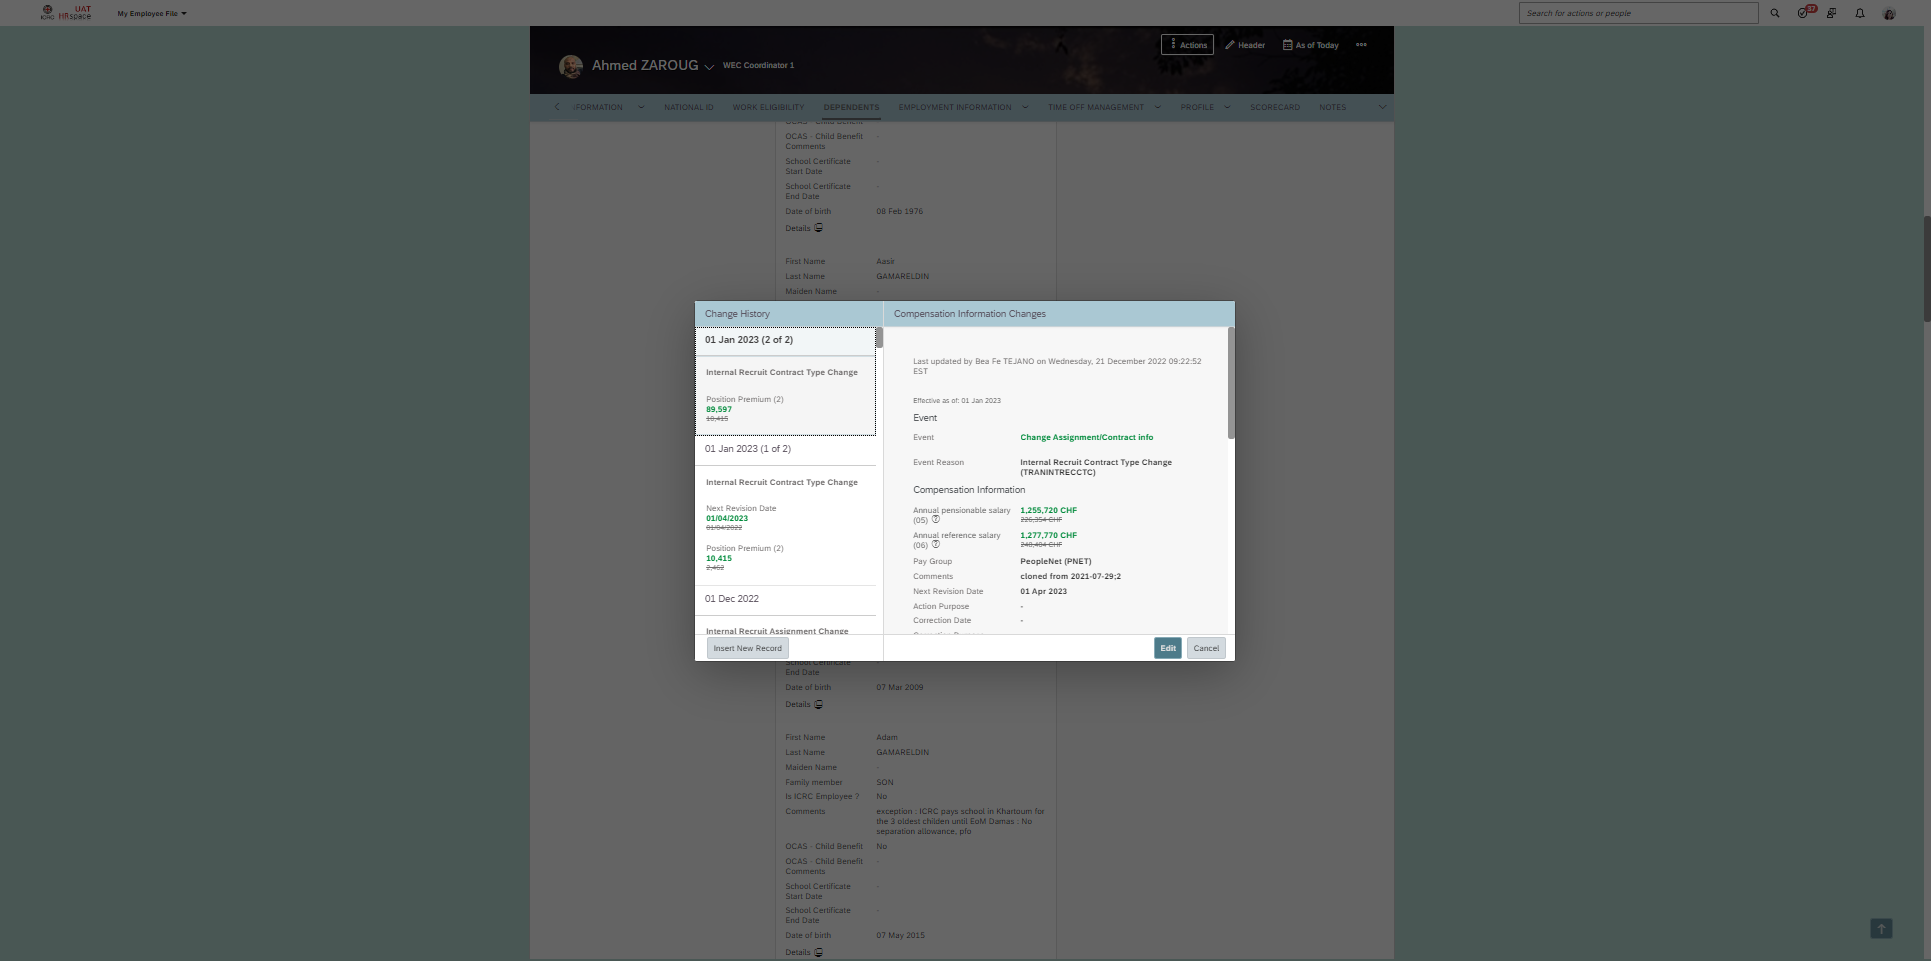 ICRC
UAT
HRspace
My Employee File
Search for actions or people
37
Actions
Header
As of Today
Ahmed ZAROUG
WEC Coordinator 1
FORMATION
NATIONAL ID
WORK ELIGIBILITY
DEPENDENTS
EMPLOYMENT INFORMATION
TIME OFF MANAGEMENT
PROFILE
SCORECARD
NOTES
OCAS - Child Benefit
OCAS - Child Benefit -
Comments
School Certificate -
Start Date
School Certificate -
End Date
Date of birth 08 Feb 1976
Details
First Name Aasir
Last Name GAMARELDIN
Maiden Name -
Change History
01 Jan 2023 (2 of 2)
Internal Recruit Contract Type Change
Position Premium (2)
89,597
10,415
01 Jan 2023 (1 of 2)
Internal Recruit Contract Type Change
Next Revision Date
01/04/2023
01/04/2022
Position Premium (2)
10,415
2,462
01 Dec 2022
Internal Recruit Assignment Change
Insert New Record
Compensation Information Changes
Last updated by Bea Fe TEJANO on Wednesday, 21 December 2022 09:22:52
EST
Effective as of: 01 Jan 2023
Event
Event Change Assignment/Contract info
Event Reason Internal Recruit Contract Type Change
(TRANINTRECCTC)
Compensation Information
Annual pensionable salary 1,255,720 CHF
(05) 226,354 CHF
Annual reference salary 1,277,770 CHF
(06) 248,404 CHF
Pay Group PeopleNet (PNET)
Comments cloned from 2021-07-29;2
Next Revision Date 01 Apr 2023
Action Purpose -
Correction Date -
Edit
Cancel
School Certificate
End Date
Date of birth 07 Mar 2009
Details
First Name Adam
Last Name GAMARELDIN
Maiden Name -
Family member SON
Is ICRC Employee ? No
Comments exception : ICRC pays school in Khartoum for
the 3 oldest childen until EoM Damas : No
separation allowance, pfo
OCAS - Child Benefit No
OCAS - Child Benefit -
Comments
School Certificate -
Start Date
School Certificate -
End Date
Date of birth 07 May 2015
Details